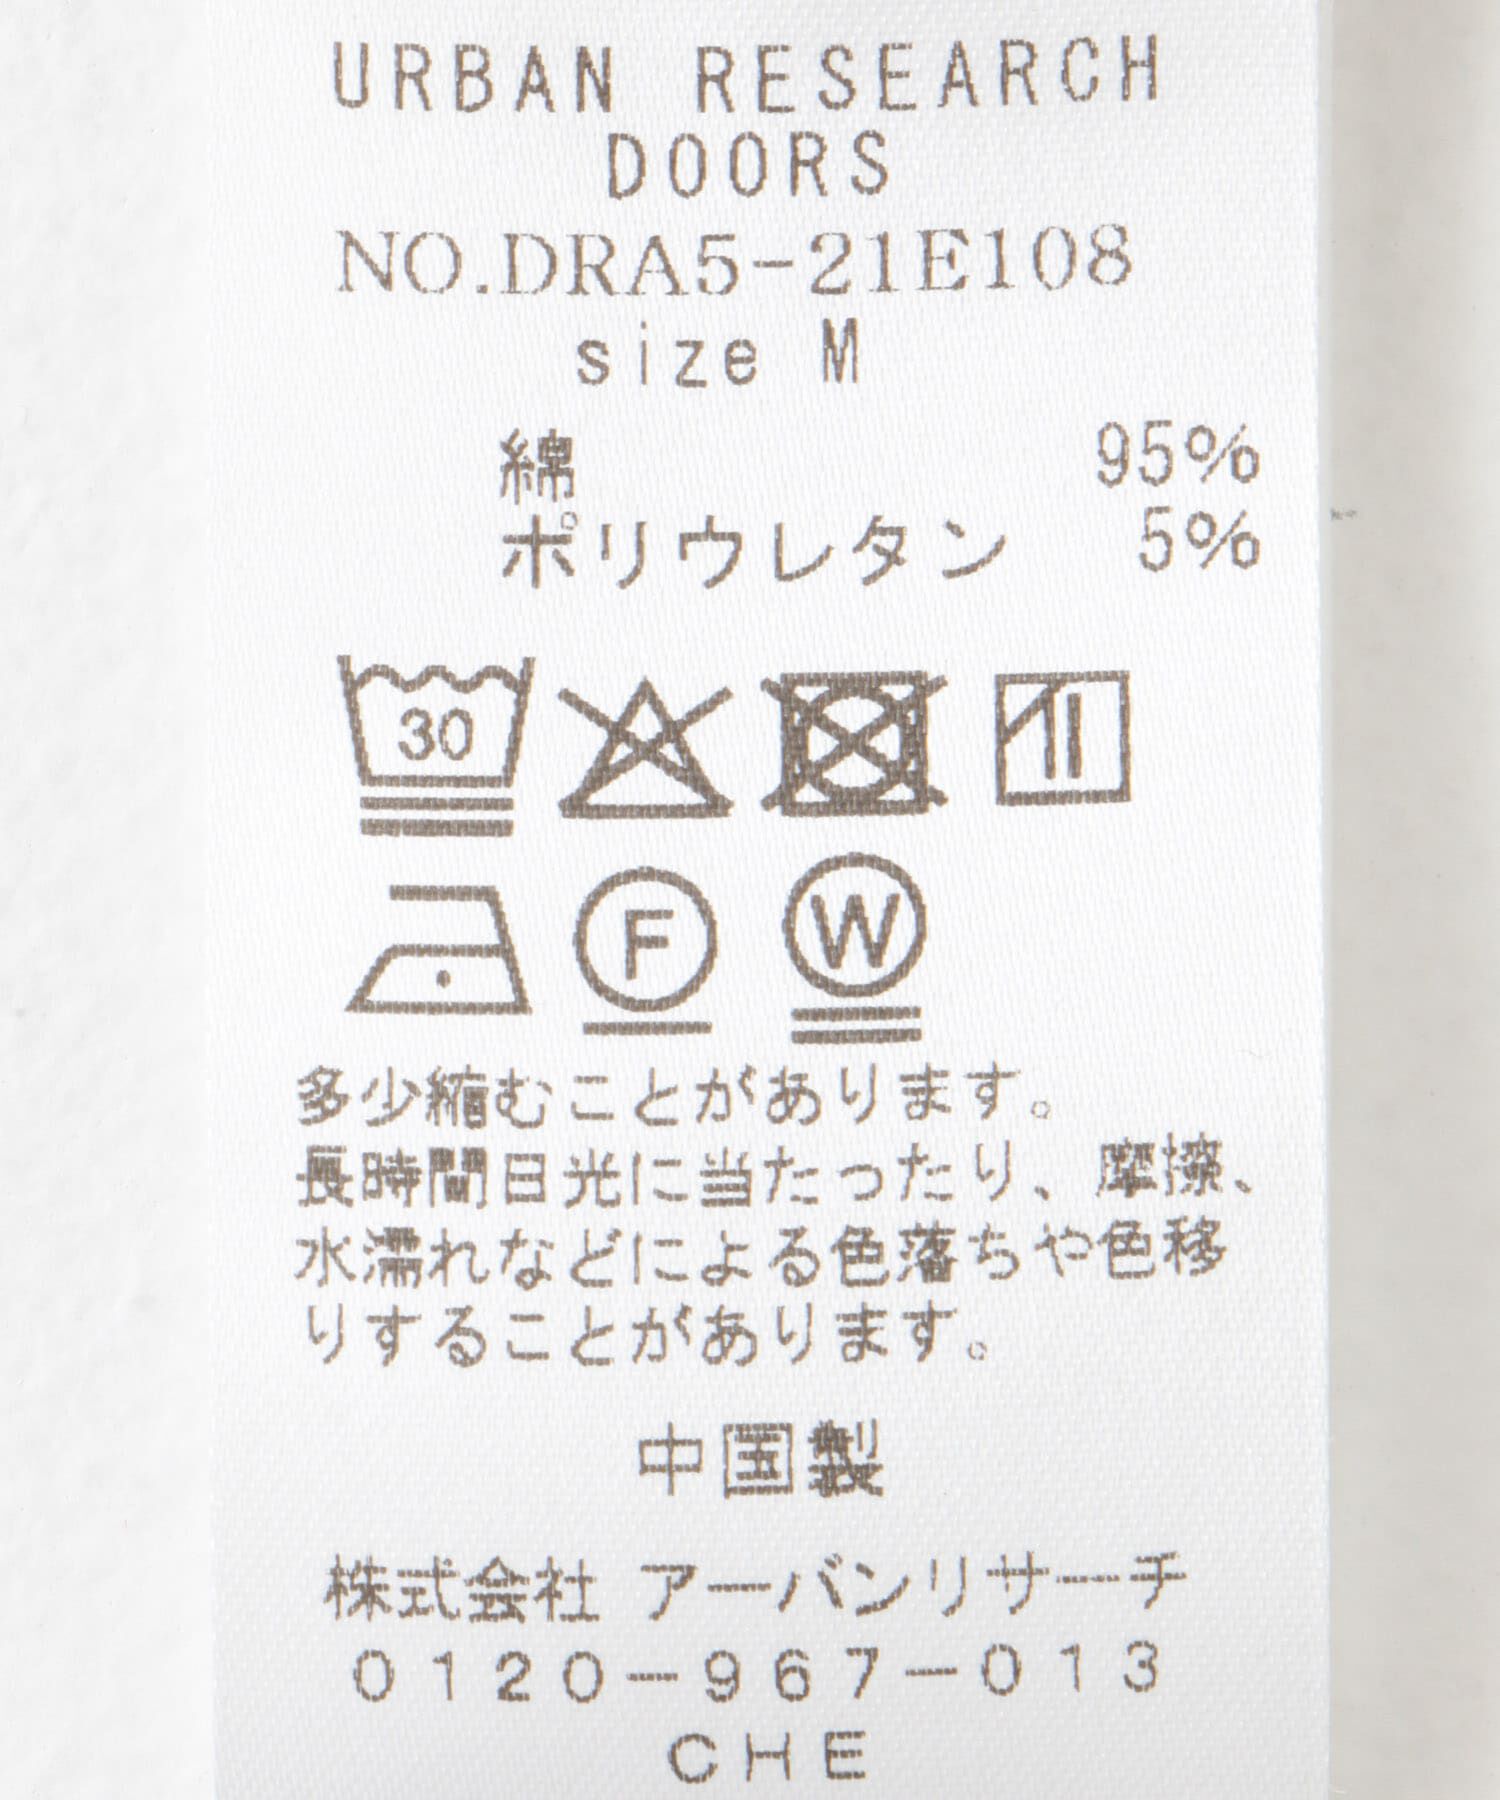 URBAN RESEARCH
DOORS
NO.DRA5-21E108
size M
綿 95%
ポリウレタン 5%
30
F
W
多少縮むことがあります。
長時間日光に当たったり、摩擦、
水濡れなどによる色落ちや色移
りすることがあります。
中国製
株式会社 アーバンリサーチ
0120-967-013
CHE